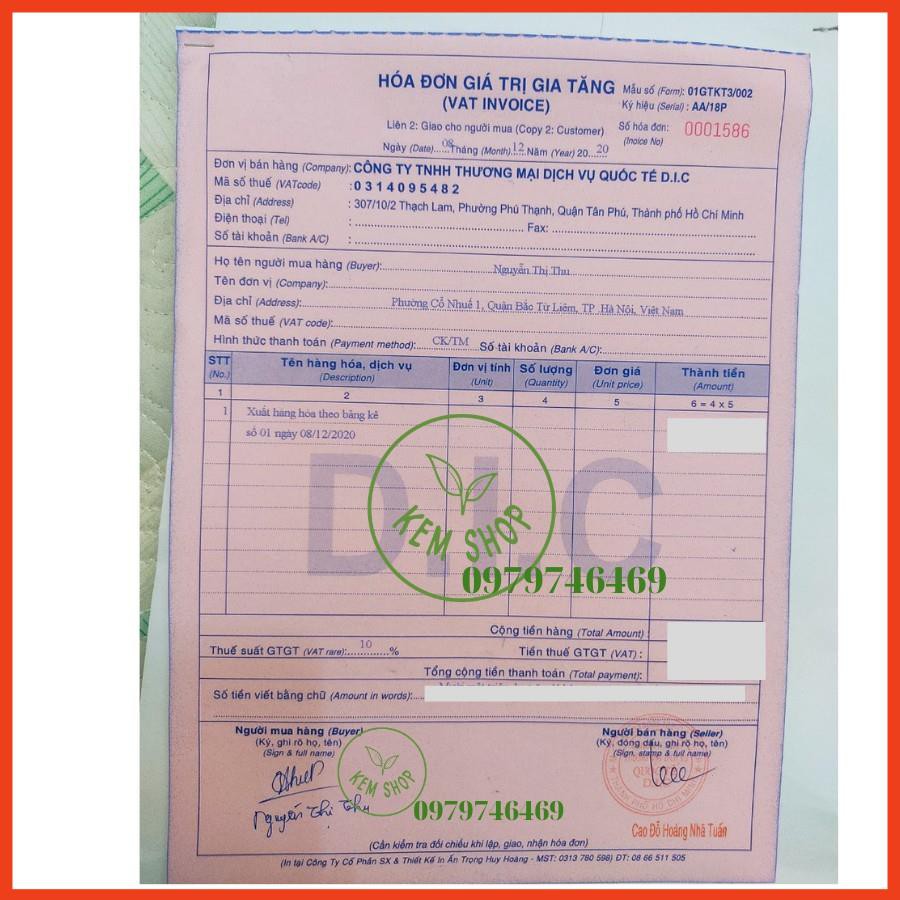 HÓA ĐƠN GIÁ TRỊ GIA TĂNG
(VAT INVOICE)
Mẫu số (Form): 01GTKT3/002
Ký hiệu (Serial) : AA/18P
Liên 2: Giao cho người mua (Copy 2: Customer)
Số hóa đơn: 0001586
(Inoice No)
Ngày (Date).....08Tháng (Month).12.Năm (Year) 20...20
Đơn vị bán hàng (Company): CÔNG TY TNHH THƯƠNG MẠI DỊCH VỤ QUỐC TẾ D.I.C
Mã số thuế (VATcode) : 0 3 1 4 0 9 5 4 8 2
Địa chỉ (Address) : 307/10/2 Thạch Lam, Phường Phú Thạnh, Quận Tân Phú, Thành phố Hồ Chí Minh
Điện thoại (Tel) : Fax:
Số tài khoản (Bank A/C) :
Họ tên người mua hàng (Buyer): Nguyễn Thị Thu
Tên đơn vị (Company):
Địa chỉ (Address): Phường Cổ Nhuế 1, Quận Bắc Từ Liêm, TP .Hà Nội, Việt Nam
Mã số thuế (VAT code):
Hình thức thanh toán (Payment method): CK/TM Số tài khoản (Bank A/C):
STT Tên hàng hóa, dịch vụ Đơn vị tính Số lượng Đơn giá Thành tiền
(No.) (Description) (Unit) (Quantity) (Unit price) (Amount)
1 2 3 4 5 6 = 4 x 5
1 Xuất hàng hóa theo bảng kê
số 01 ngày 08/12/2020
D.I.C
KEM SHOP
0979746469
Cộng tiền hàng (Total Amount) :
Thuế suất GTGT (VAT rare): 10 % Tiền thuế GTGT (VAT) :
Tổng cộng tiền thanh toán (Total payment):
Số tiền viết bằng chữ (Amount in words):
Người mua hàng (Buyer) Người bán hàng (Seller)
(Ký, ghi rõ họ, tên) (Ký, đóng dấu, ghi rõ họ, tên)
(Sign & full name) (Sign, stamp & full name)
KEM SHOP
0979746469
Nguyễn Thị Thu
Cao Đỗ Hoàng Nhã Tuấn
(Cần kiểm tra đối chiếu khi lập, giao, nhận hóa đơn)
(In tại Công Ty Cổ Phần SX & Thiết Kế In Ấn Trọng Huy Hoàng - MST: 0313 780 598) ĐT: 08 66 511 505